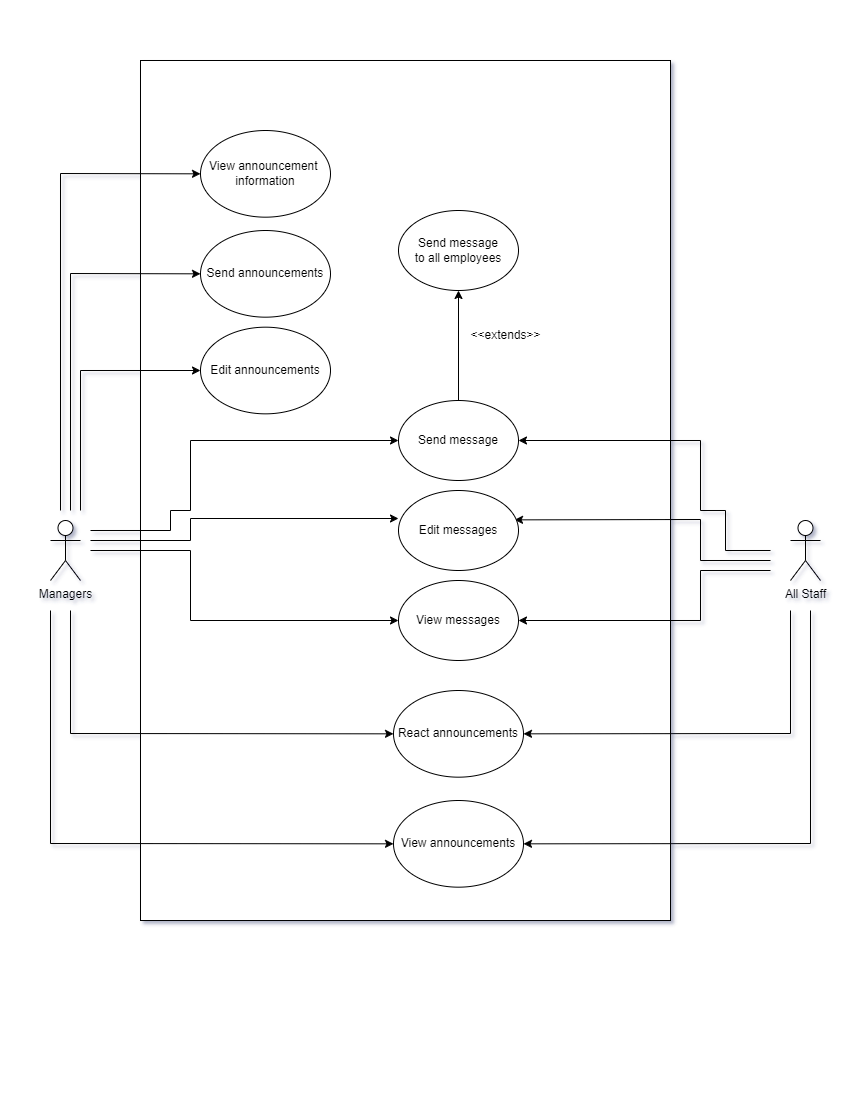 View announcement
information
Send message
to all employees
Send announcements
<<extends>>
Edit announcements
Send message
Edit messages
Managers
All Staff
View messages
React announcements
View announcements